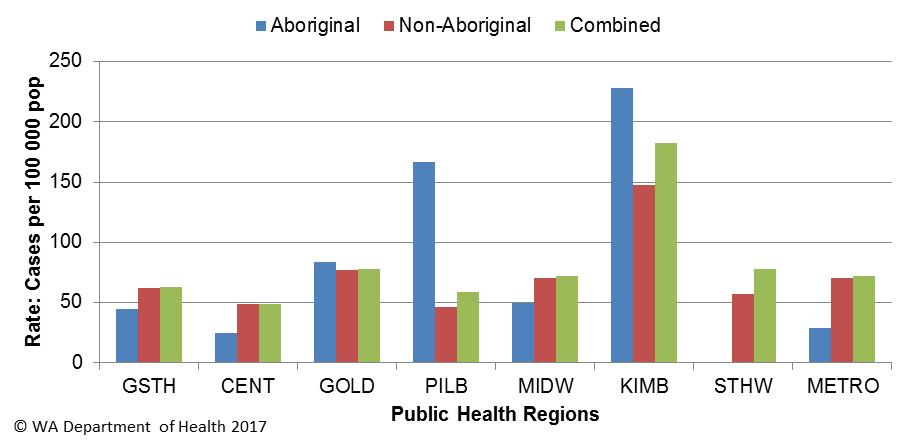 Aboriginal Non-Aboriginal Combined
Rate: Cases per 100 000 pop
250
200
150
100
50
0
GSTH CENT GOLD PILB MIDW KIMB STHW METRO
Public Health Regions
© WA Department of Health 2017